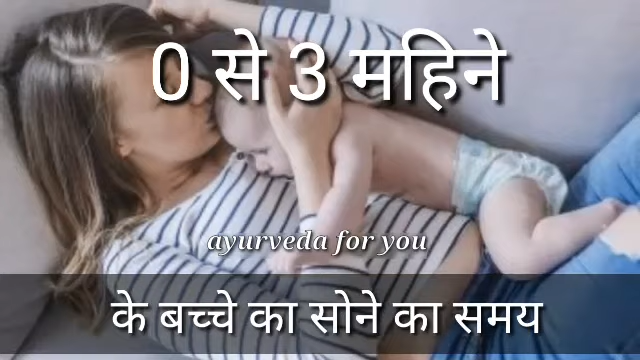 0 से 3 महिने
ayurveda for you
के बच्चे का सोने का समय